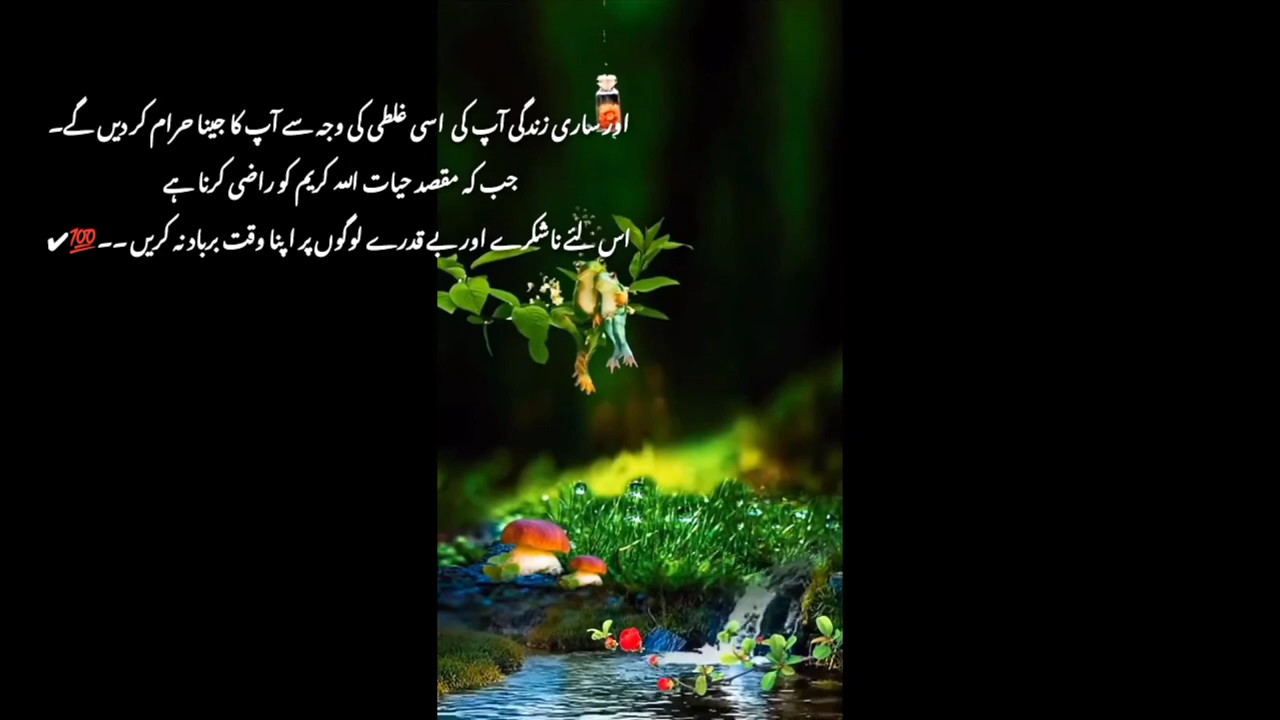 اور ساری زندگی آپ کی اسی غلطی کی وجہ سے آپ کا جینا حرام کر دیں گے۔
جب کہ مقصد حیات اللہ کریم کو راضی کرنا ہے
اس لئے ناشکرے اور بے قدرے لوگوں پر اپنا وقت برباد نہ کریں۔۔💯✔